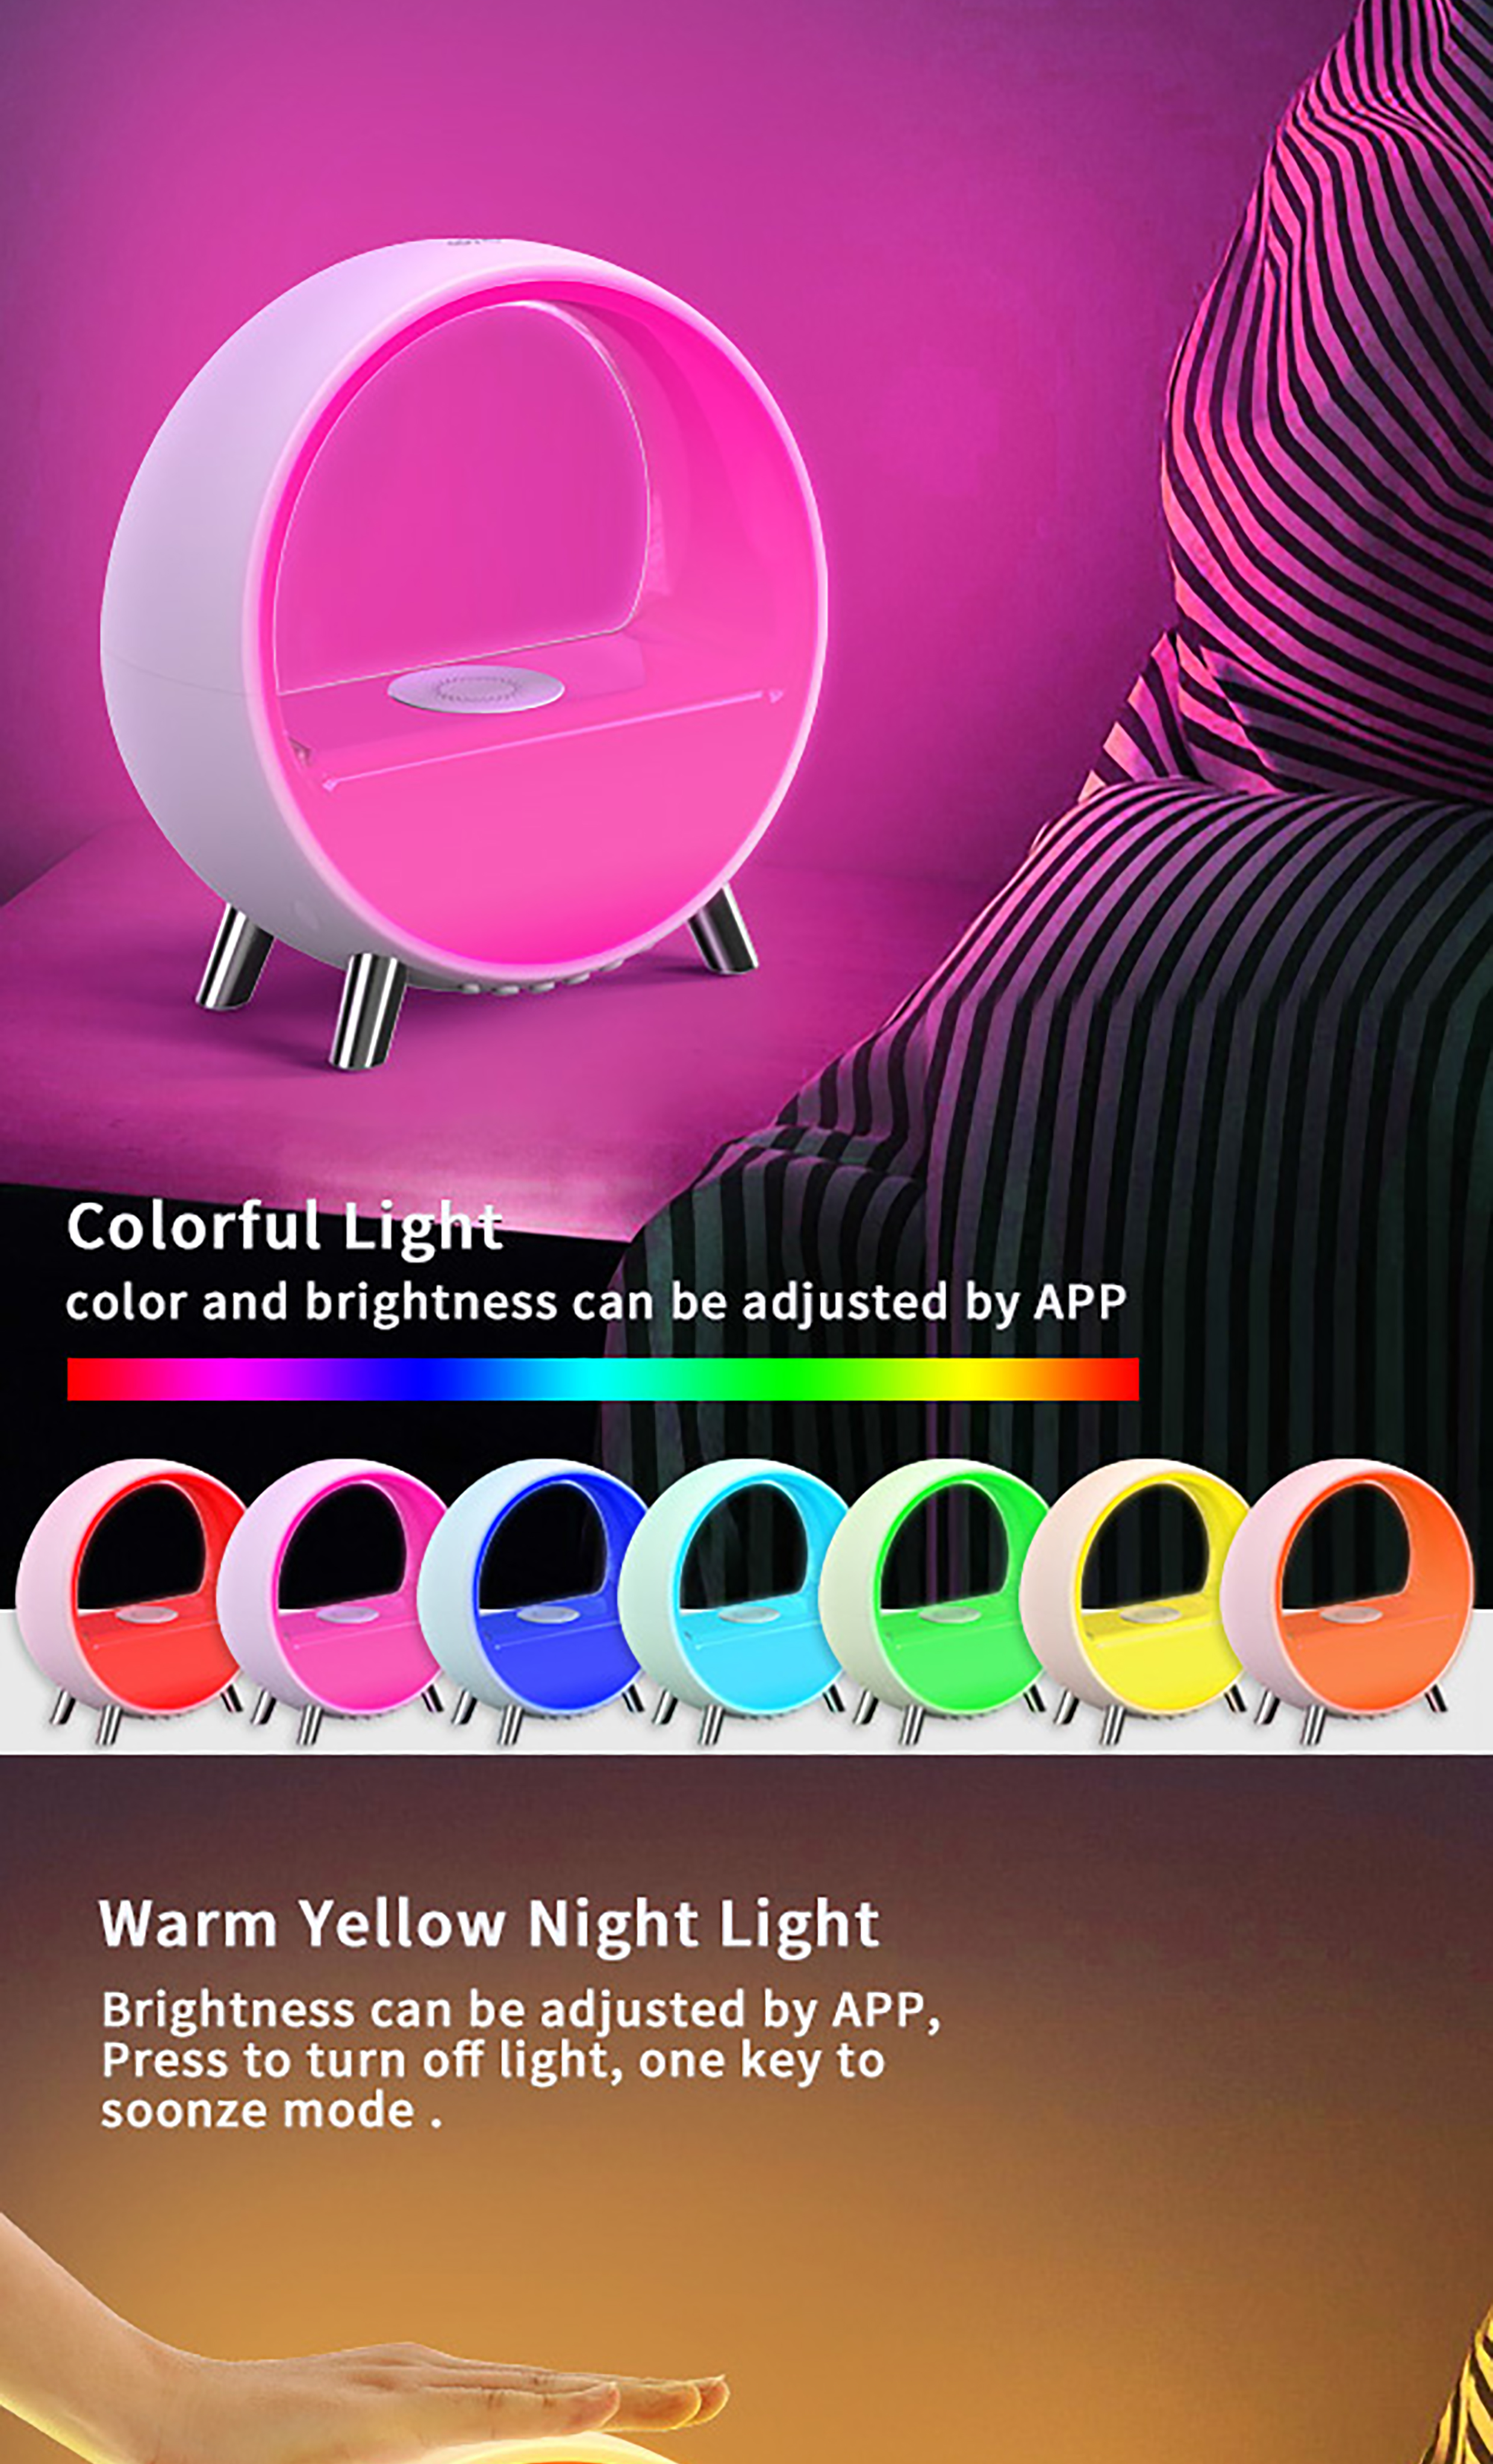 Colorful Light
color and brightness can be adjusted by APP
Warm Yellow Night Light
Brightness can be adjusted by APP,
Press to turn off light, one key to
soonze mode .